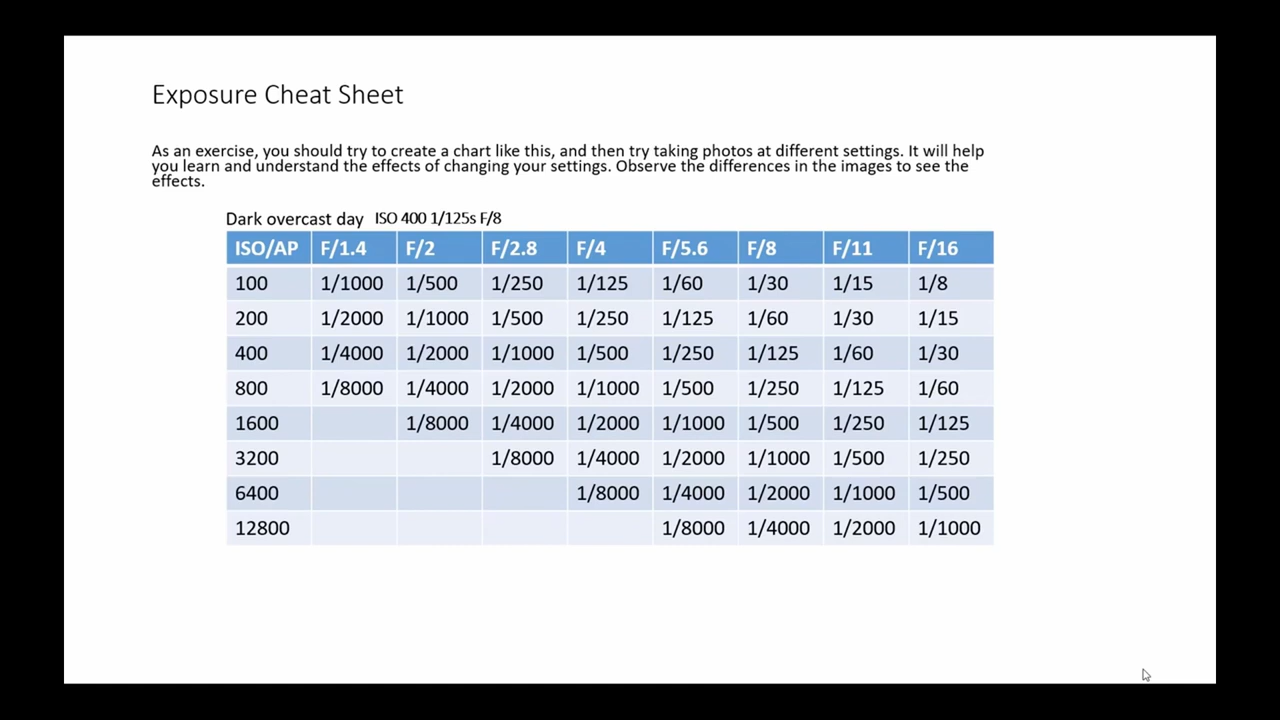 Exposure Cheat Sheet
As an exercise, you should try to create a chart like this, and then try taking photos at different settings. It will help
you learn and understand the effects of changing your settings. Observe the differences in the images to see the
effects.
Dark overcast day ISO 400 1/125s F/8
ISO/AP F/1.4 F/2 F/2.8 F/4 F/5.6 F/8 F/11 F/16
100 1/1000 1/500 1/250 1/125 1/60 1/30 1/15 1/8
200 1/2000 1/1000 1/500 1/250 1/125 1/60 1/30 1/15
400 1/4000 1/2000 1/1000 1/500 1/250 1/125 1/60 1/30
800 1/8000 1/4000 1/2000 1/1000 1/500 1/250 1/125 1/60
1600 1/8000 1/4000 1/2000 1/1000 1/500 1/250 1/125
3200 1/8000 1/4000 1/2000 1/1000 1/500 1/250
6400 1/8000 1/4000 1/2000 1/1000 1/500
12800 1/8000 1/4000 1/2000 1/1000